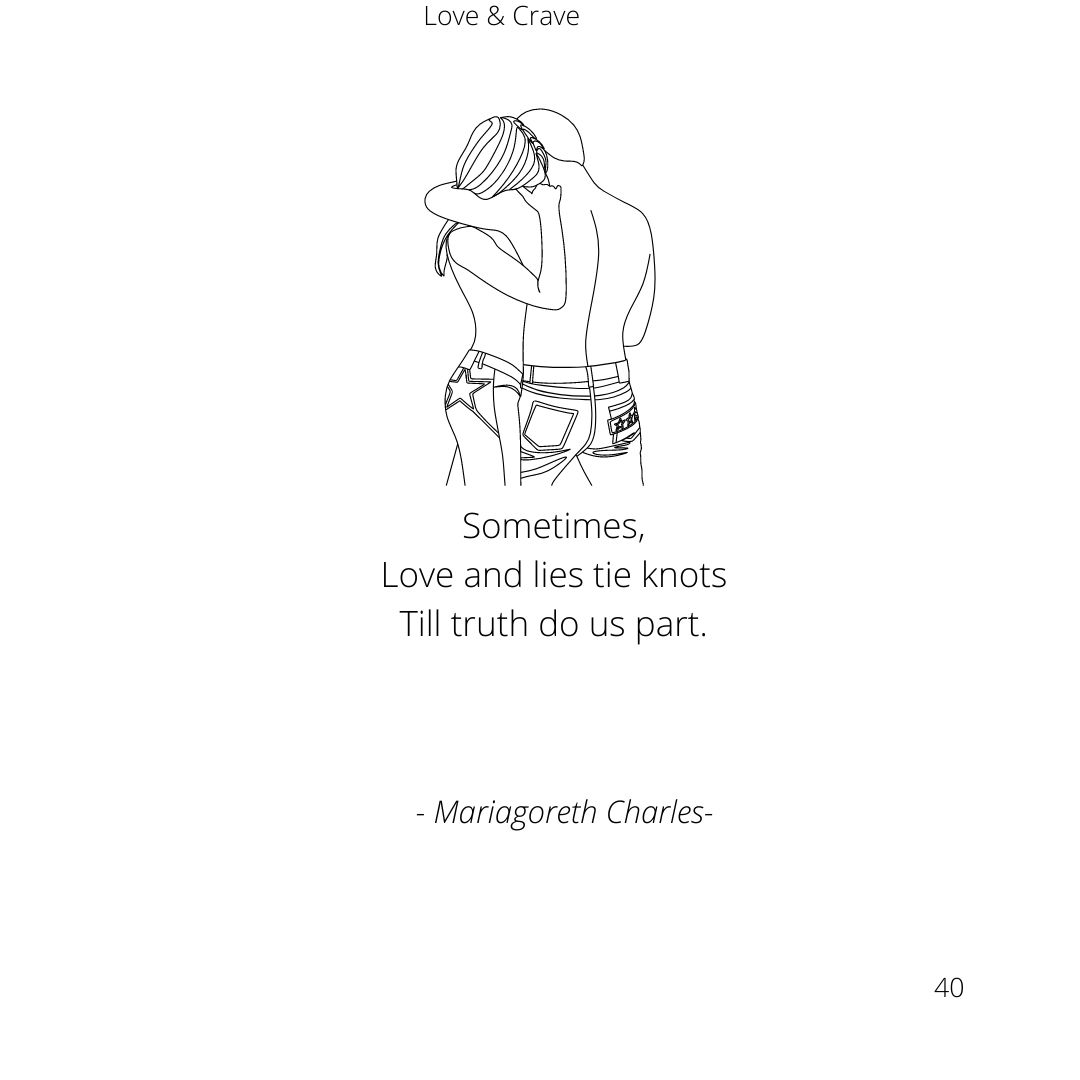 Love & Crave
Sometimes,
Love and lies tie knots
Till truth do us part.
- Mariagoreth Charles-
40